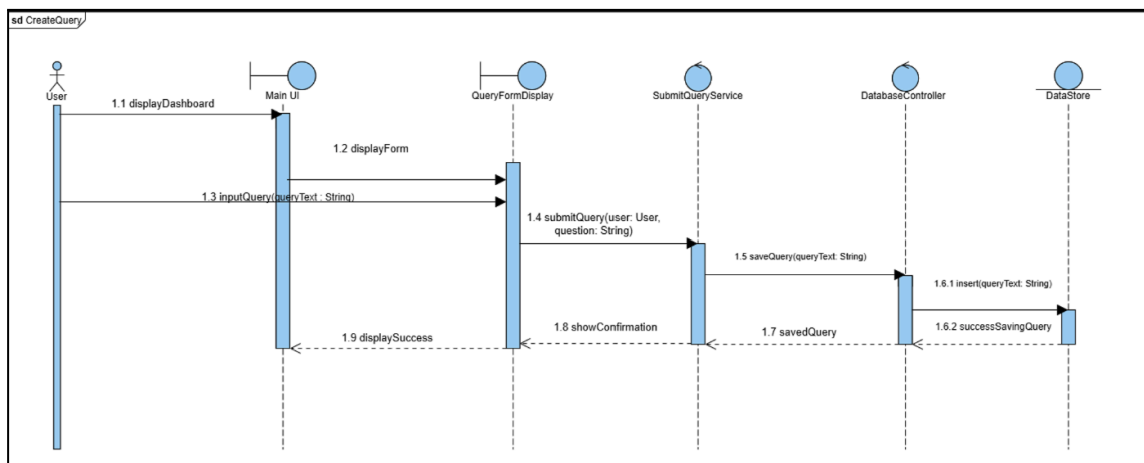 sd CreateQuery
User
Main UI
QueryFormDisplay
SubmitQueryService
DatabaseController
DataStore
1.1 displayDashboard
1.2 displayForm
1.3 inputQuery(queryText : String)
1.4 submitQuery(user: User,
question: String)
1.5 saveQuery(queryText: String)
1.6.1 insert(queryText: String)
1.6.2 successSavingQuery
1.7 savedQuery
1.8 showConfirmation
1.9 displaySuccess